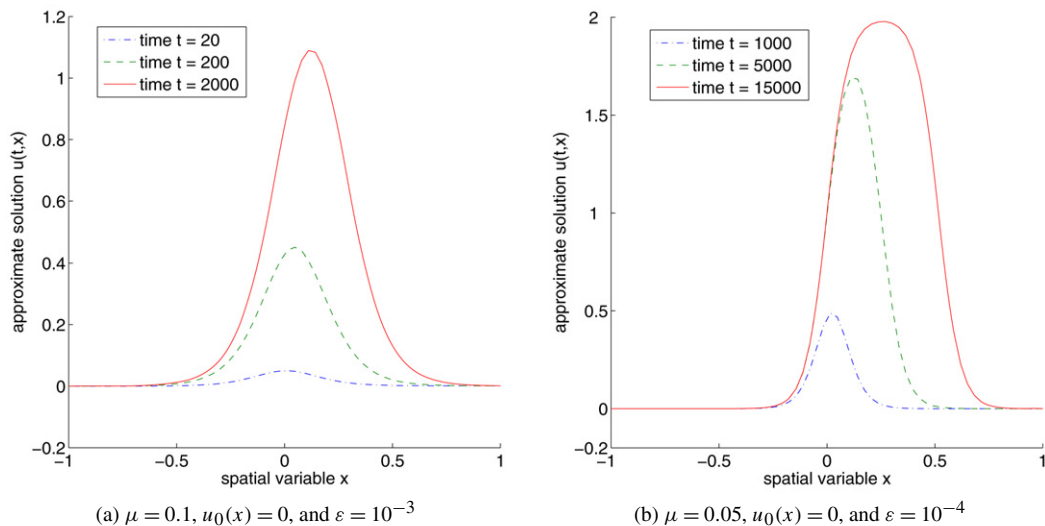 1.2
1
0.8
0.6
0.4
0.2
0
−0.2
−1
−0.5
0
0.5
1
approximate solution u(t,x)
spatial variable x
time t = 20
time t = 200
time t = 2000
(a) μ = 0.1, u₀(x) = 0, and ε = 10⁻³
2
1.5
1
0.5
0
−0.2
−1
−0.5
0
0.5
1
approximate solution u(t,x)
spatial variable x
time t = 1000
time t = 5000
time t = 15000
(b) μ = 0.05, u₀(x) = 0, and ε = 10⁻⁴